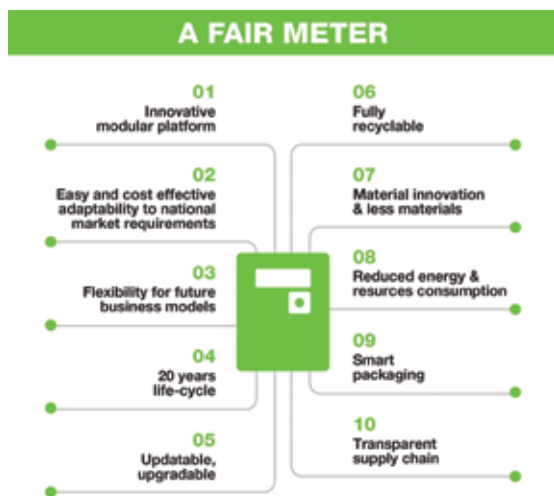 A FAIR METER
01
Innovative
modular platform
02
Easy and cost effective
adaptability to national
market requirements
03
Flexibility for future
business models
04
20 years
life-cycle
05
Updatable,
upgradable
06
Fully
recyclable
07
Material innovation
& less materials
08
Reduced energy &
resurces consumption
09
Smart
packaging
10
Transparent
supply chain